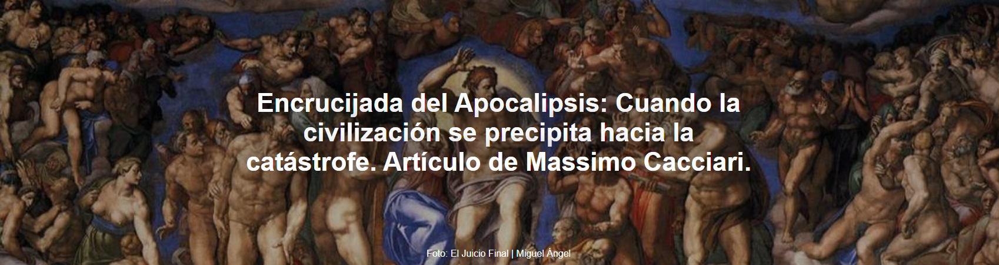 Encrucijada del Apocalipsis: Cuando la
civilización se precipita hacia la
catástrofe. Artículo de Massimo Cacciari.
Foto: El Juicio Final | Miguel Ángel